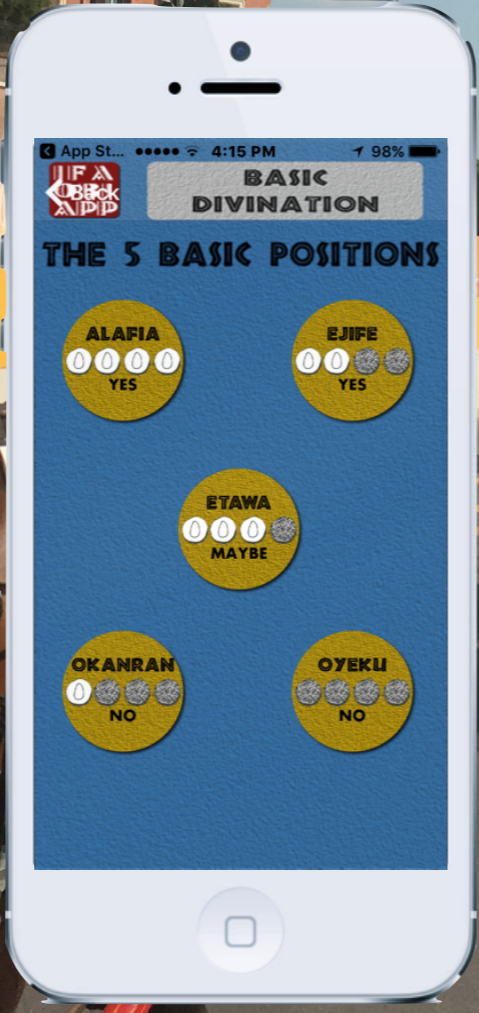 App St... 4:15 PM 98%
IFA
OBI
Back
APP
BASIC
DIVINATION
THE 5 BASIC POSITIONS
ALAFIA
YES
EJIFE
YES
ETAWA
MAYBE
OKANRAN
NO
OYEKU
NO